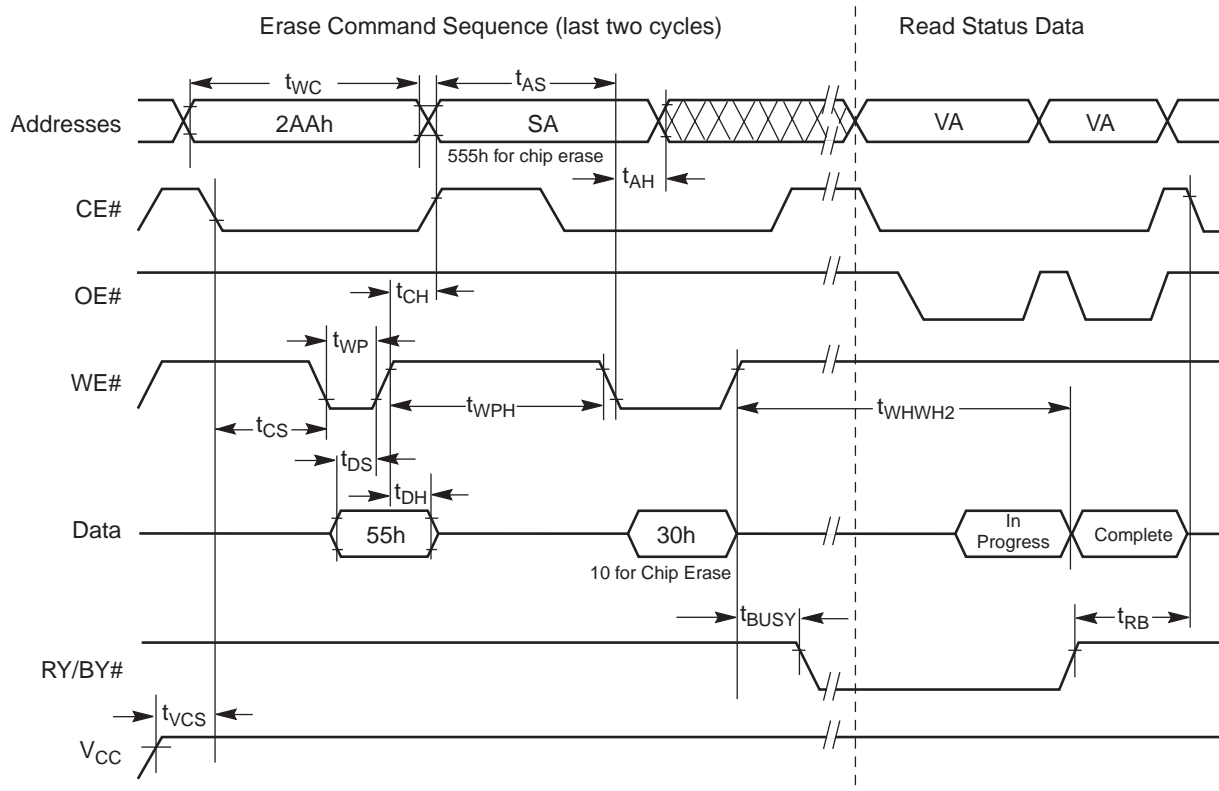 Erase Command Sequence (last two cycles) Read Status Data
tWC tAS
Addresses 2AAh SA VA VA
555h for chip erase
tAH
CE#
OE#
tCH
tWP
WE#
tWPH tWHWH2
tCS
tDS
tDH
Data 55h 30h In Progress Complete
10 for Chip Erase
tBUSY tRB
RY/BY#
tVCS
VCC